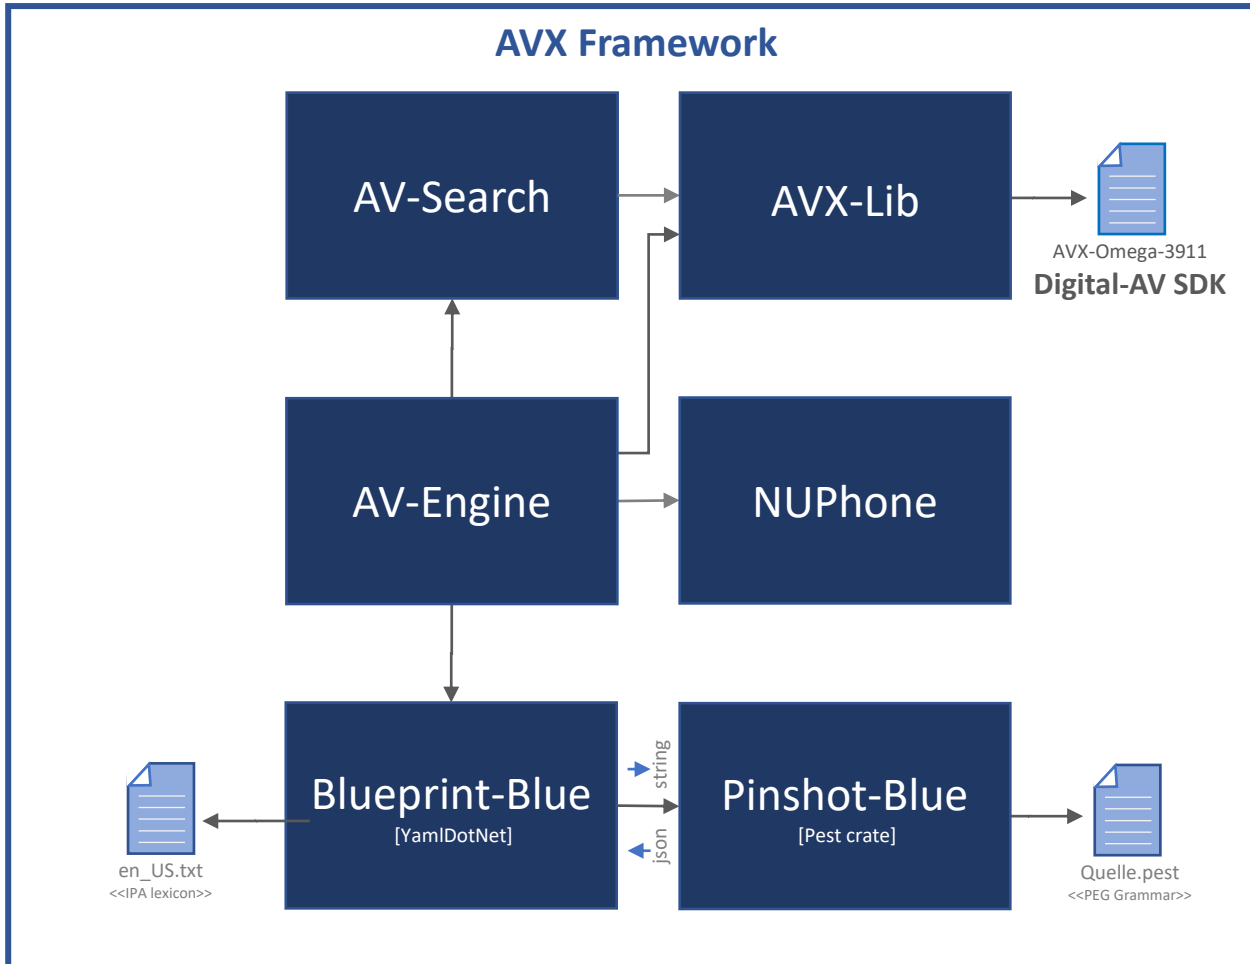 AVX Framework
AV-Search
AVX-Lib
AVX-Omega-3911
Digital-AV SDK
AV-Engine
NUPhone
Blueprint-Blue
[YamlDotNet]
string
json
Pinshot-Blue
[Pest crate]
en_US.txt
<<IPA lexicon>>
Quelle.pest
<<PEG Grammar>>